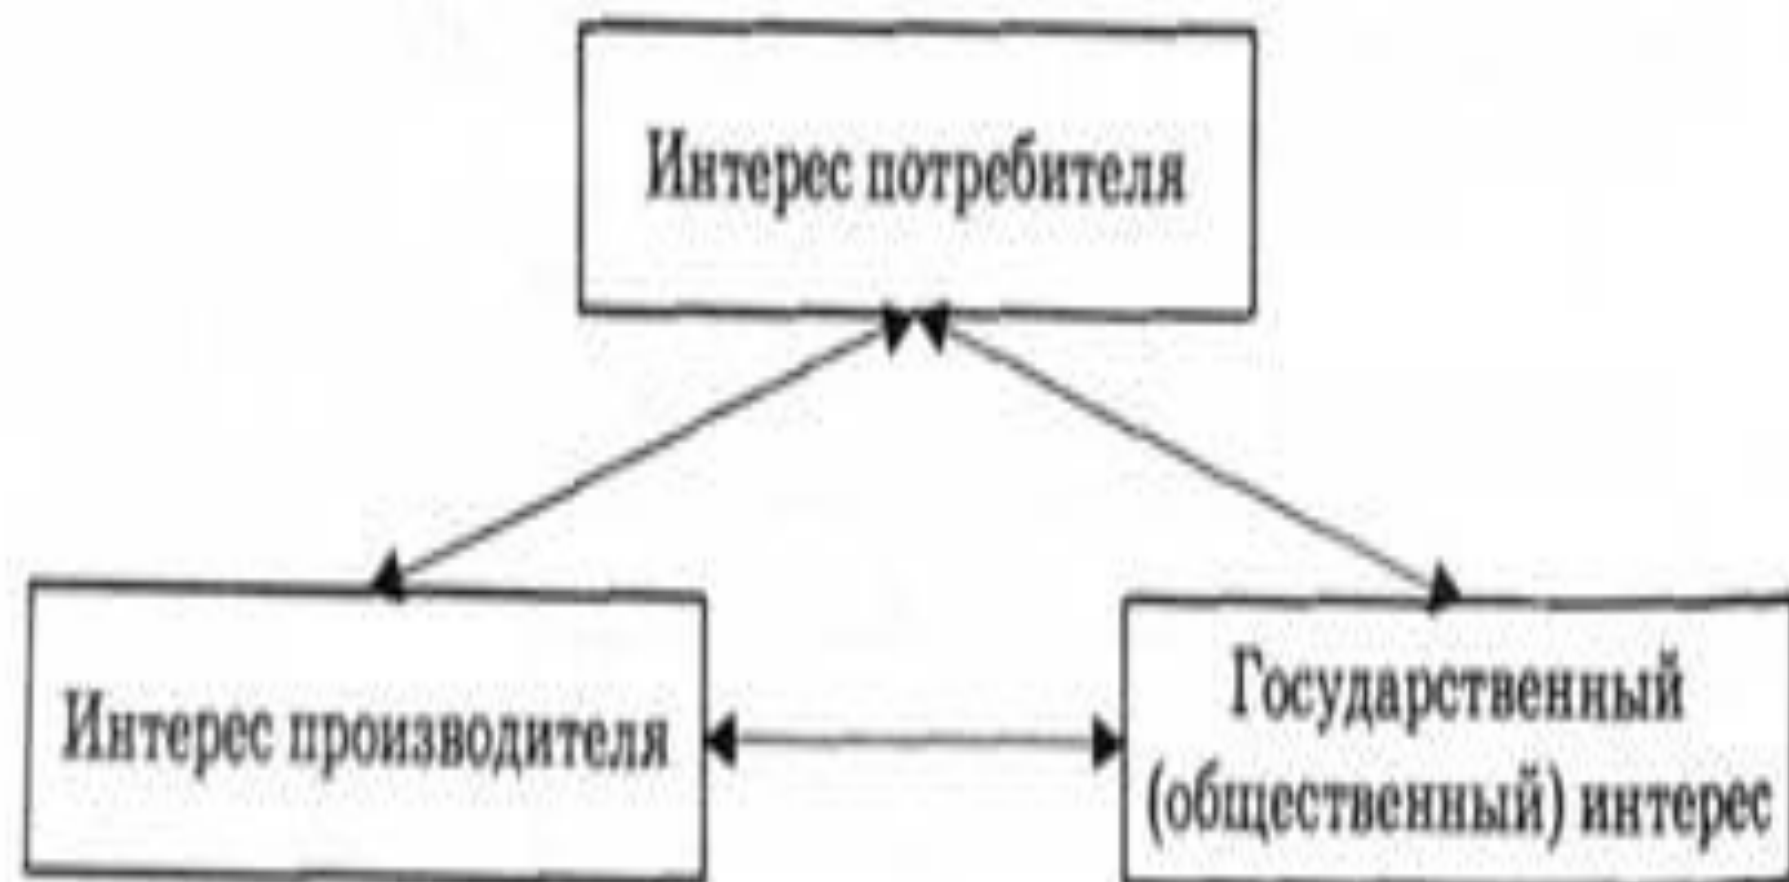 Интерес потребителя
Интерес производителя
Государственный
(общественный) интерес